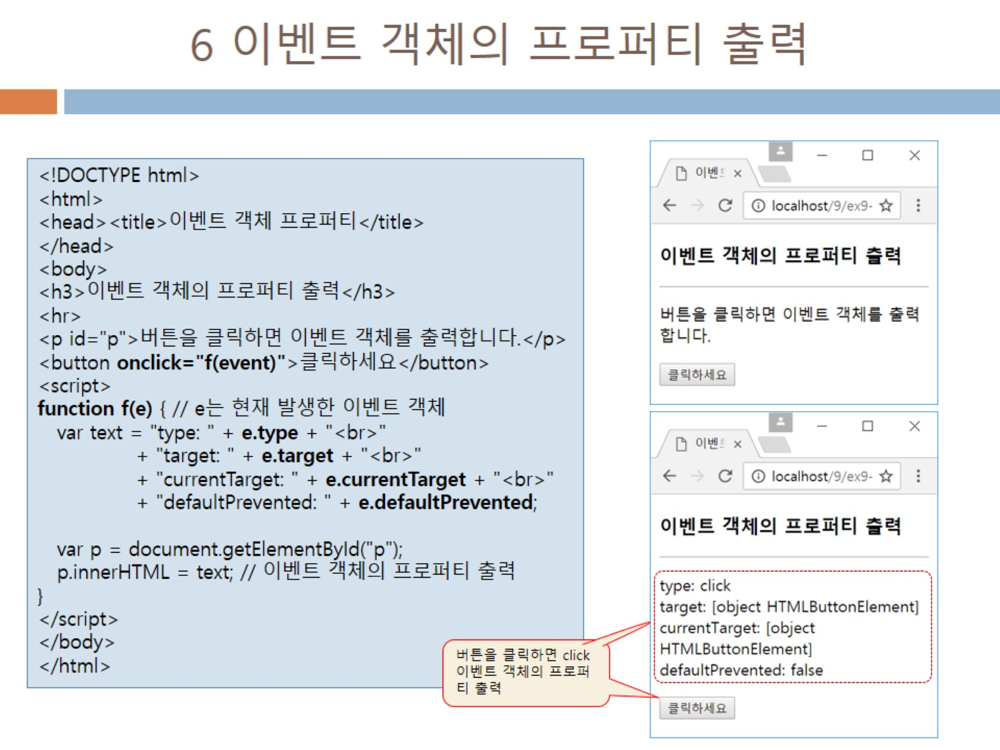 6 이벤트 객체의 프로퍼티 출력
<!DOCTYPE html>
<html>
<head><title>이벤트 객체 프로퍼티</title>
</head>
<body>
<h3>이벤트 객체의 프로퍼티 출력</h3>
<hr>
<p id="p">버튼을 클릭하면 이벤트 객체를 출력합니다.</p>
<button onclick="f(event)">클릭하세요</button>
<script>
function f(e) { // e는 현재 발생한 이벤트 객체
var text = "type: " + e.type + "<br>"
+ "target: " + e.target + "<br>"
+ "currentTarget: " + e.currentTarget + "<br>"
+ "defaultPrevented: " + e.defaultPrevented;
var p = document.getElementById("p");
p.innerHTML = text; // 이벤트 객체의 프로퍼티 출력
}
</script>
</body>
</html>
이벤
localhost/9/ex9-
이벤트 객체의 프로퍼티 출력
버튼을 클릭하면 이벤트 객체를 출력
합니다.
클릭하세요
이벤
localhost/9/ex9-
이벤트 객체의 프로퍼티 출력
type: click
target: [object HTMLButtonElement]
currentTarget: [object
HTMLButtonElement]
defaultPrevented: false
클릭하세요
버튼을 클릭하면 click
이벤트 객체의 프로퍼
티 출력